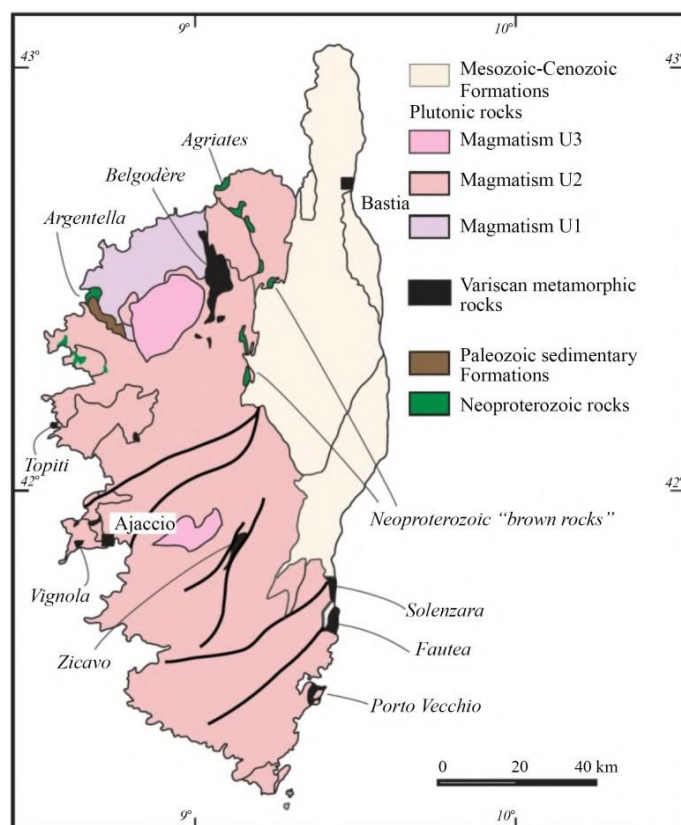 9°
10°
43°
43°
Mesozoic-Cenozoic
Formations
Plutonic rocks
Magmatism U3
Magmatism U2
Magmatism U1
Variscan metamorphic
rocks
Paleozoic sedimentary
Formations
Neoproterozoic rocks
Agriates
Belgodère
Bastia
Argentella
Topiti
42°
42°
Neoproterozoic “brown rocks”
Ajaccio
Vignola
Solenzara
Zicavo
Fautea
Porto Vecchio
0 20 40 km
9°
10°